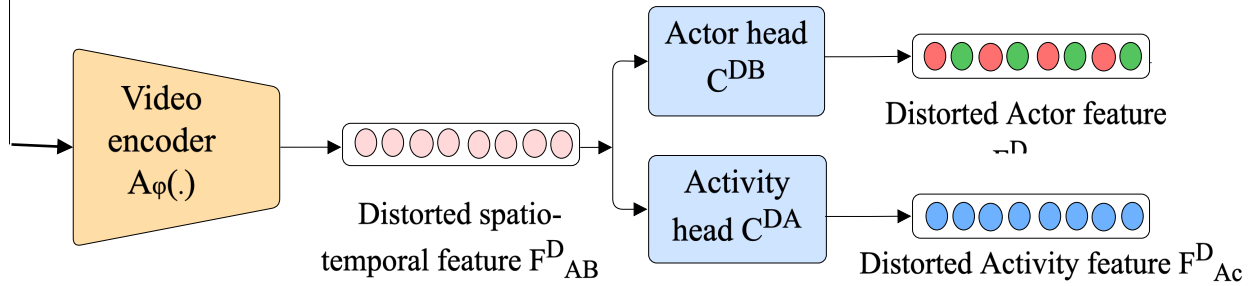 Video
encoder
Aφ(.)
Distorted spatio-
temporal feature F^D_AB
Actor head
C^DB
Distorted Actor feature
Activity
head C^DA
Distorted Activity feature F^D_Ac